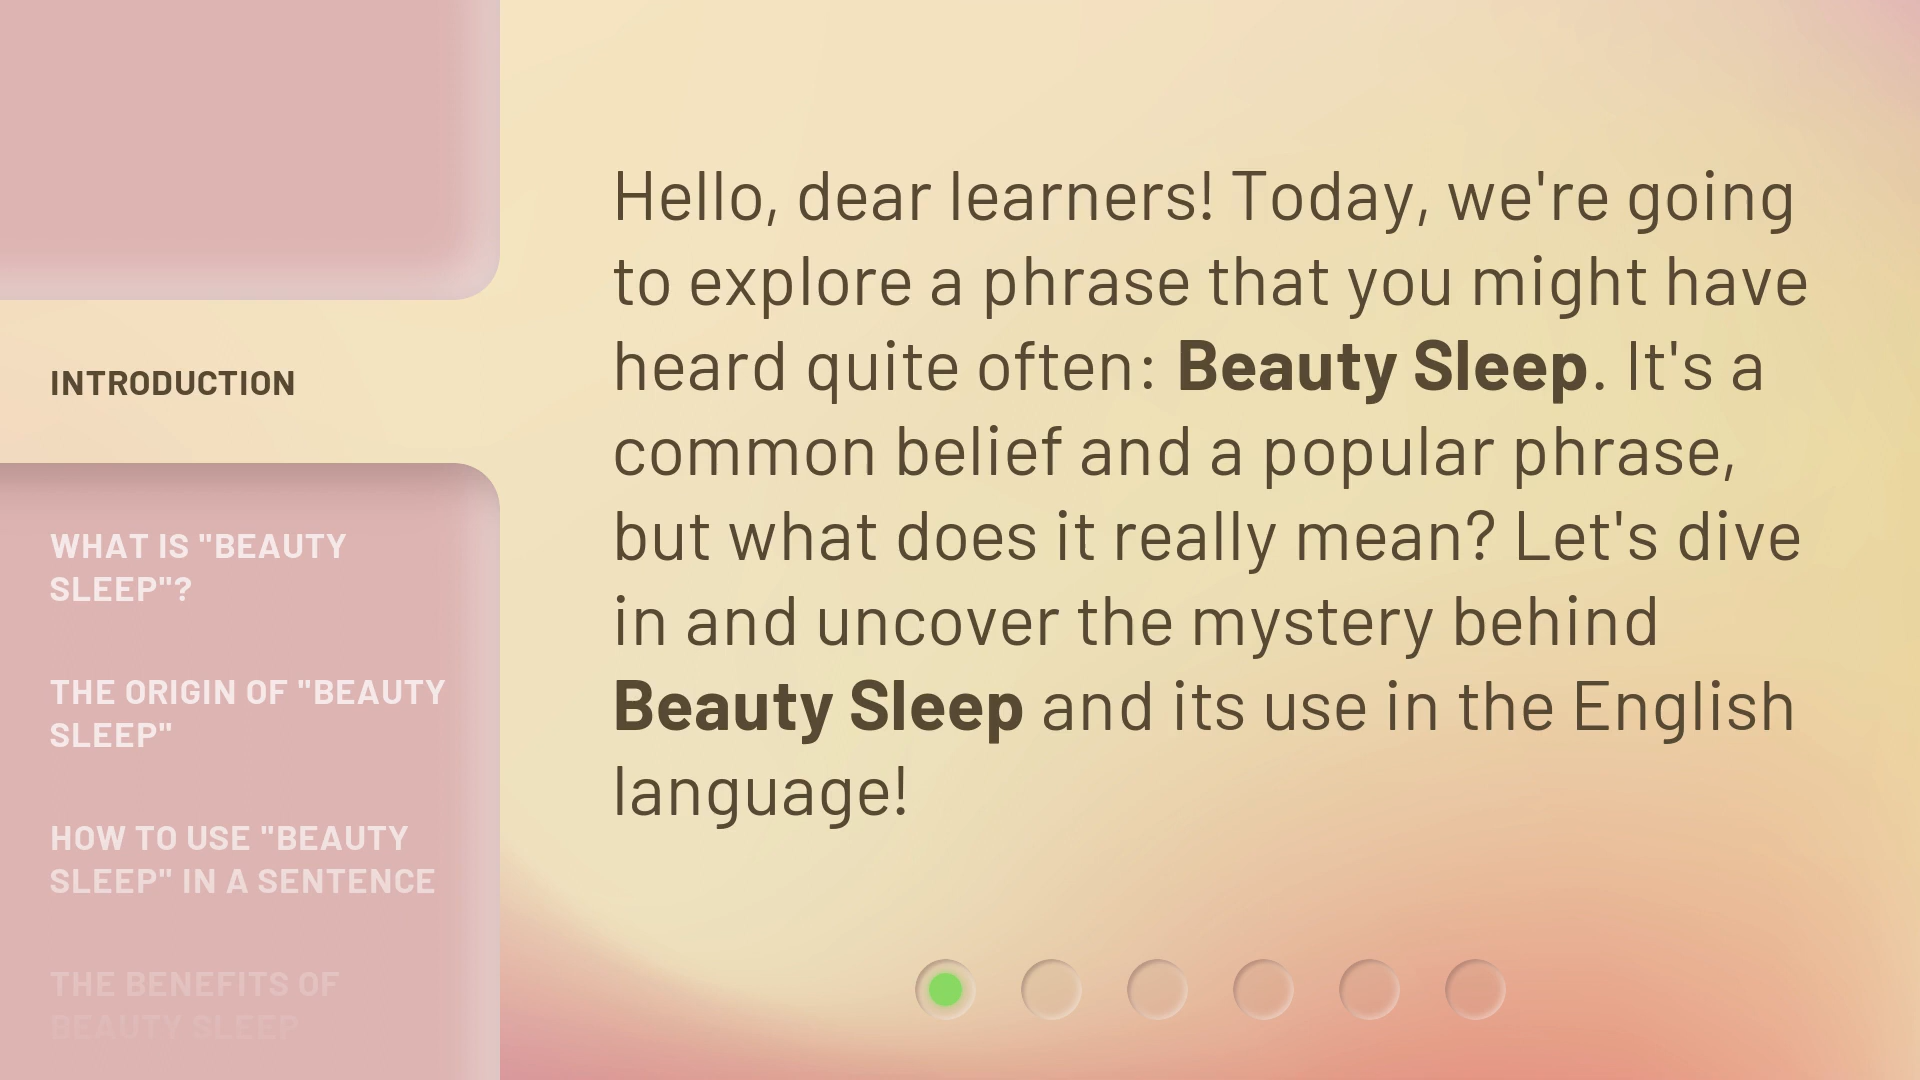 INTRODUCTION
WHAT IS "BEAUTY
SLEEP"?
THE ORIGIN OF "BEAUTY
SLEEP"
HOW TO USE "BEAUTY
SLEEP" IN A SENTENCE
THE BENEFITS OF
BEAUTY SLEEP
Hello, dear learners! Today, we're going
to explore a phrase that you might have
heard quite often: Beauty Sleep. It's a
common belief and a popular phrase,
but what does it really mean? Let's dive
in and uncover the mystery behind
Beauty Sleep and its use in the English
language!